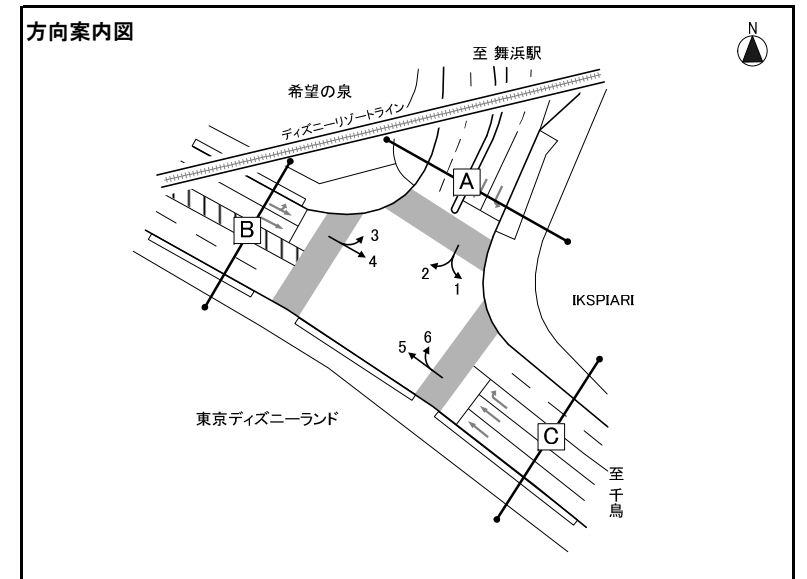 方向案内図
N
至 舞浜駅
希望の泉
ディズニーリゾートライン
A
B
3
4
2
1
IKSPIARI
6
5
東京ディズニーランド
C
至
千
鳥